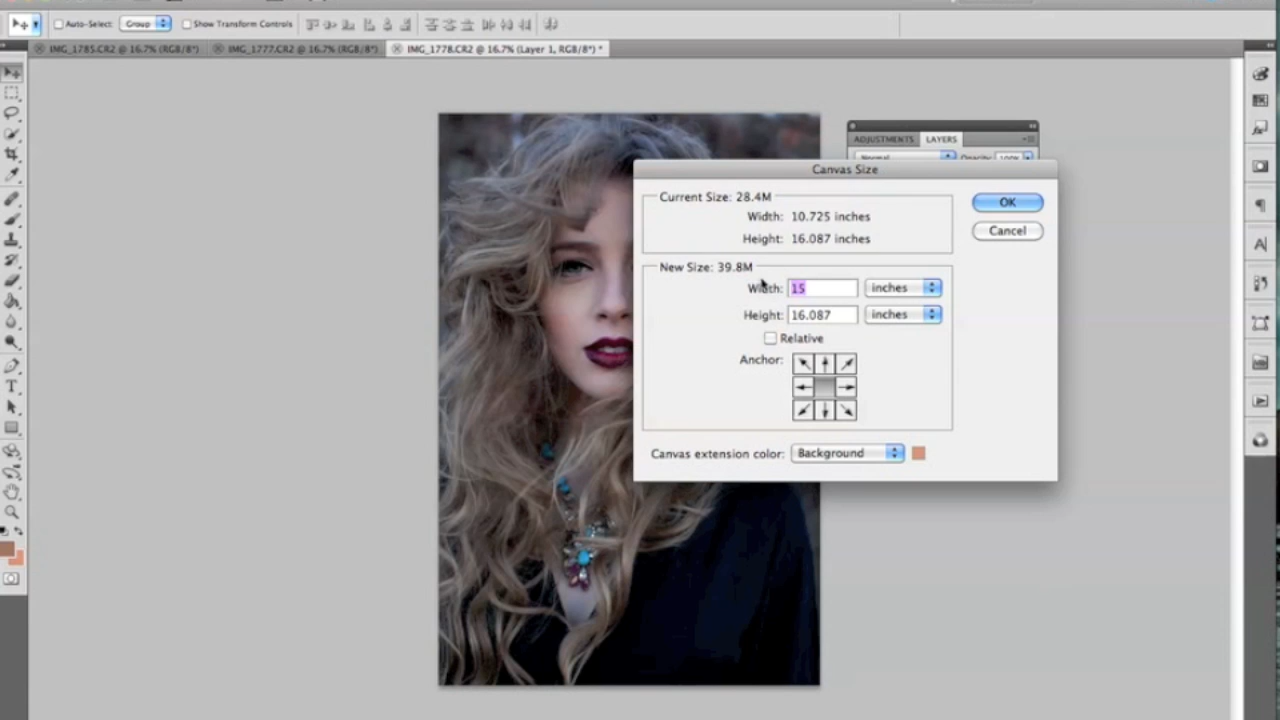 Auto-Select: Group Show Transform Controls
IMG_1785.CR2 @ 16.7% (RGB/8*) IMG_1777.CR2 @ 16.7% (RGB/8*) IMG_1778.CR2 @ 16.7% (Layer 1, RGB/8*) *
ADJUSTMENTS LAYERS
Normal Opacity: 100%
Canvas Size
Current Size: 28.4M
Width: 10.725 inches
Height: 16.087 inches
OK
Cancel
New Size: 39.8M
Width: 15 inches
Height: 16.087 inches
Relative
Anchor:
Canvas extension color: Background